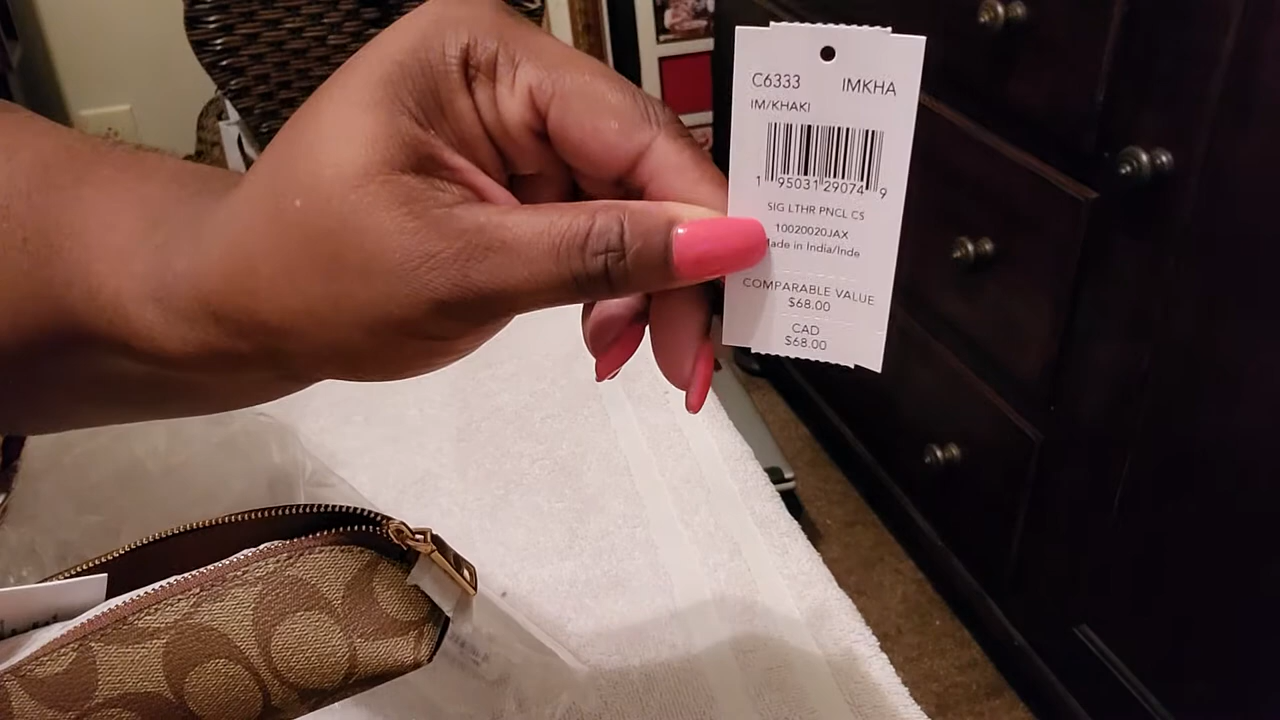 C6333 IMKHA
IM/KHAKI
1 95031 29074 9
SIG LTHR PNCL CS
10020020JAX
ade in India/Inde
COMPARABLE VALUE
$68.00
CAD
$68.00